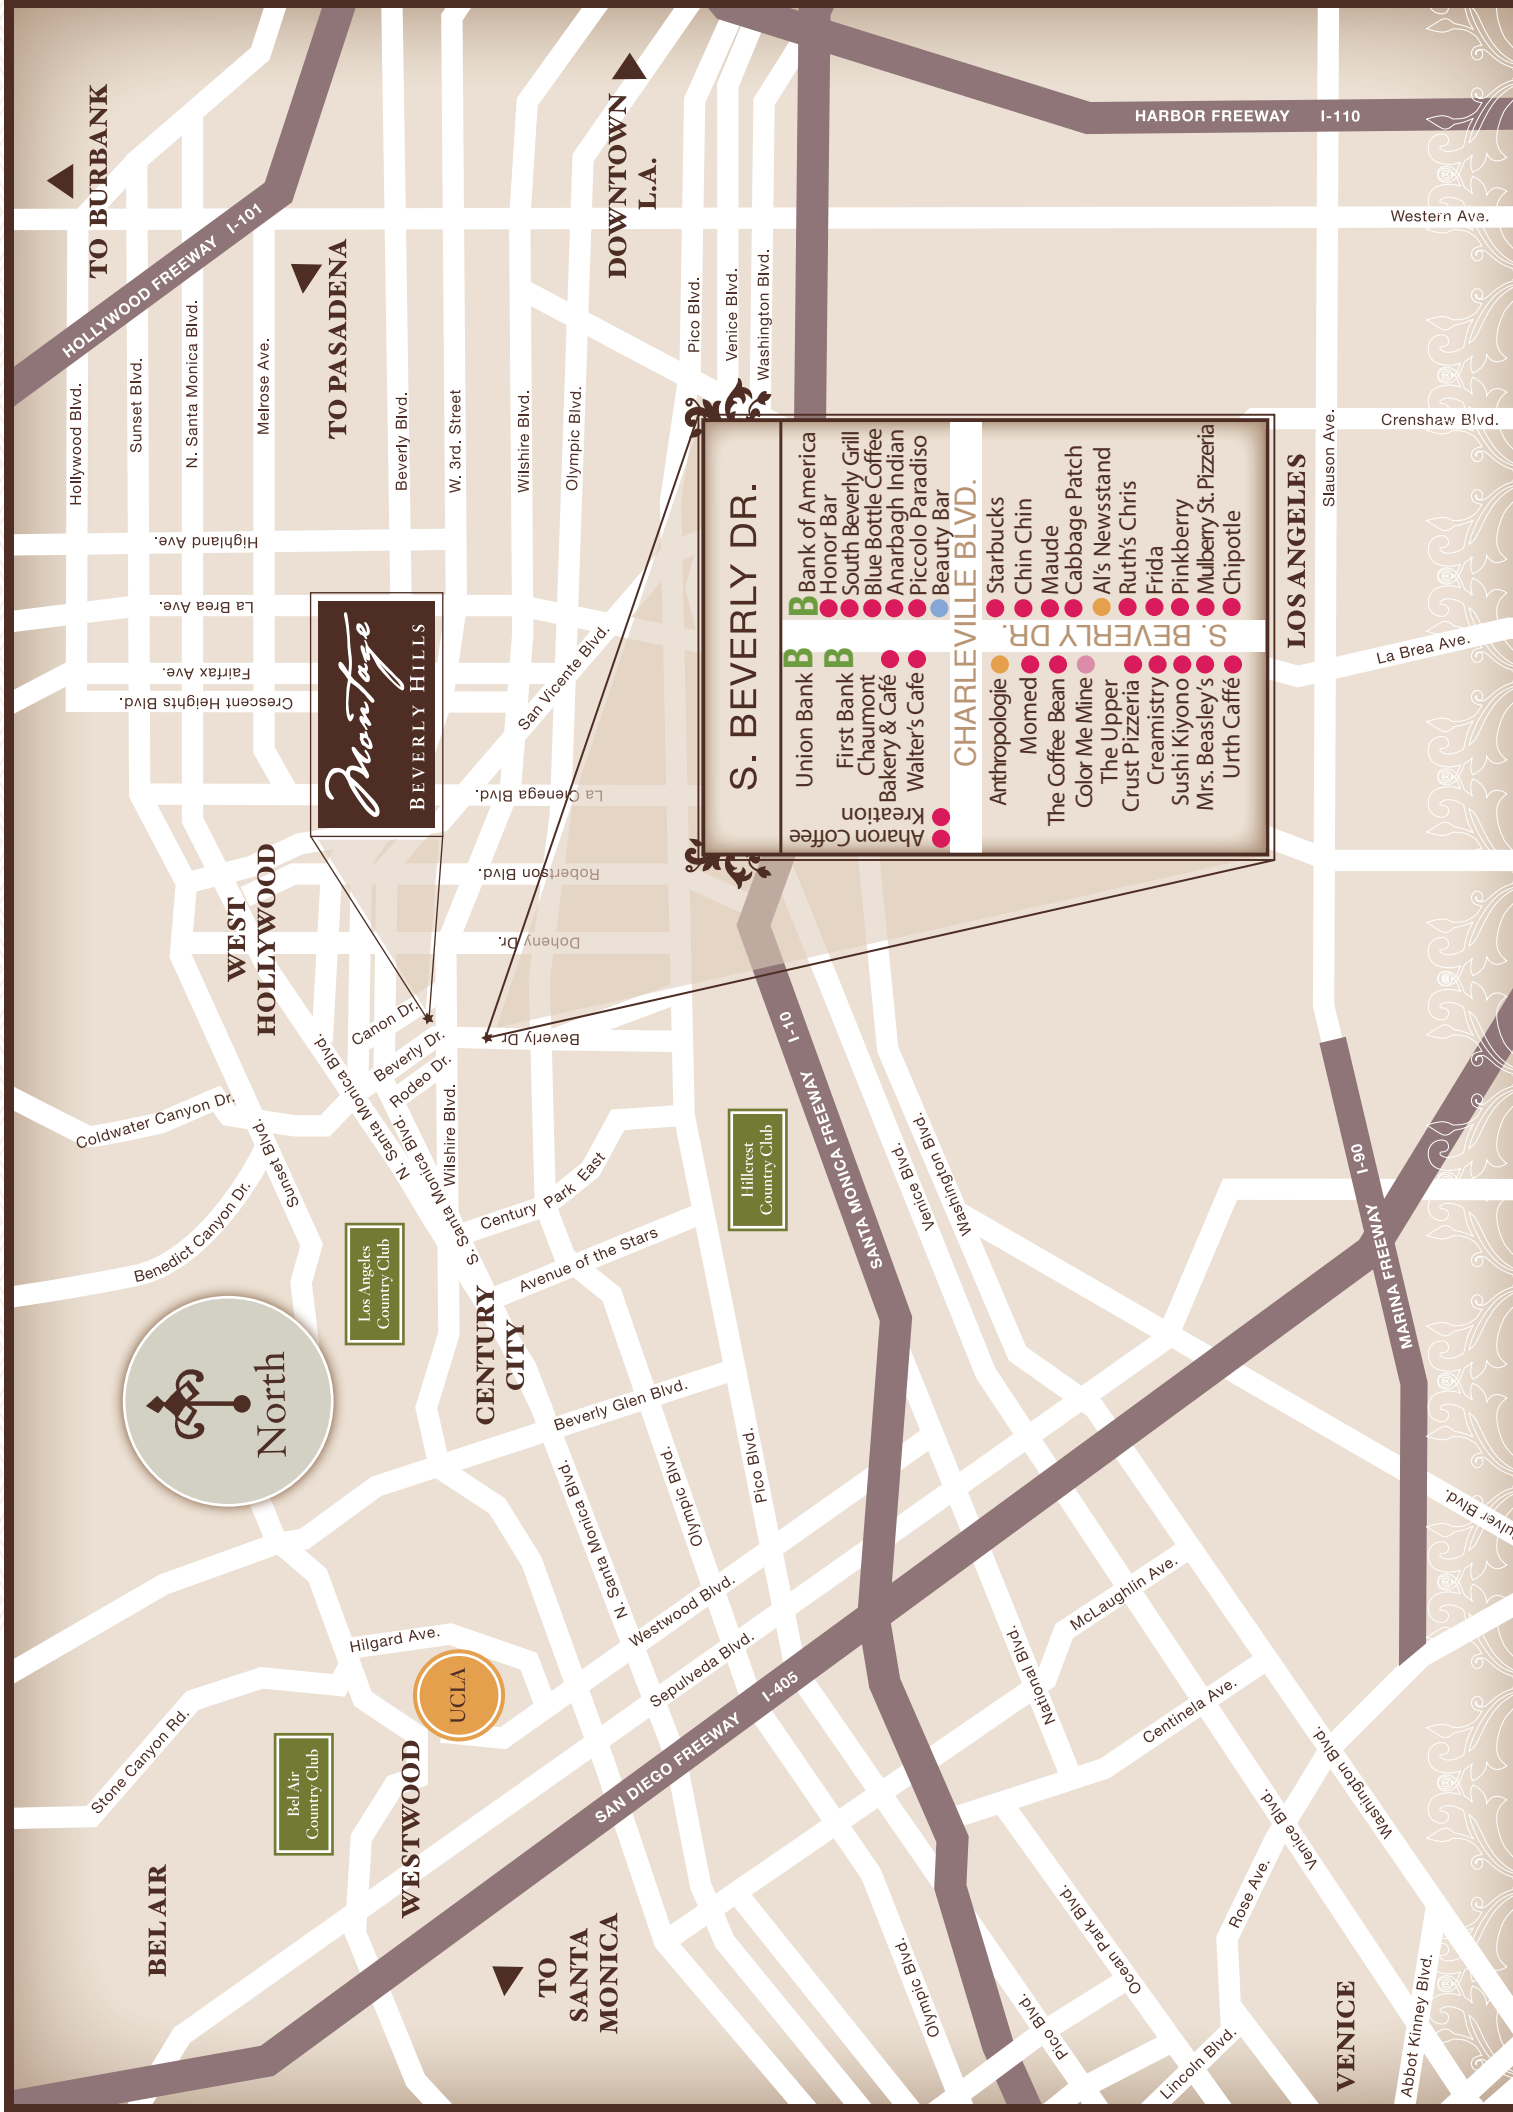 TO BURBANK
HOLLYWOOD FREEWAY I-101
TO PASADENA
DOWNTOWN
L.A.
HARBOR FREEWAY I-110
Western Ave.
Crenshaw Blvd.
Slauson Ave.
La Brea Ave.
LOS ANGELES
Hollywood Blvd.
Sunset Blvd.
N. Santa Monica Blvd.
Melrose Ave.
Beverly Blvd.
W. 3rd. Street
Wilshire Blvd.
Olympic Blvd.
Pico Blvd.
Venice Blvd.
Washington Blvd.
Highland Ave.
La Brea Ave.
Fairfax Ave.
Crescent Heights Blvd.
San Vicente Blvd.
La Cienega Blvd.
Robertson Blvd.
Doheny Dr.
Beverly Dr.
Montage
BEVERLY HILLS
WEST
HOLLYWOOD
Canon Dr.
Beverly Dr.
Rodeo Dr.
Wilshire Blvd.
N. Santa Monica Blvd.
S. Santa Monica Blvd.
Coldwater Canyon Dr.
Benedict Canyon Dr.
Sunset Blvd.
S. BEVERLY DR.
Union Bank
B
First Bank
B
Chaumont
Bakery & Café
Walter's Cafe
Aharon Coffee
Kreation
B
Bank of America
Honor Bar
South Beverly Grill
Blue Bottle Coffee
Anarbagh Indian
Piccolo Paradiso
Beauty Bar
CHARLEVILLE BLVD.
S. BEVERLY DR.
Anthropologie
Momed
The Coffee Bean
Color Me Mine
The Upper
Crust Pizzeria
Creamistry
Sushi Kiyono
Mrs. Beasley's
Urth Caffé
Starbucks
Chin Chin
Maude
Cabbage Patch
Al's Newsstand
Ruth's Chris
Frida
Pinkberry
Mulberry St. Pizzeria
Chipotle
North
Los Angeles
Country Club
CENTURY
CITY
Century Park East
Avenue of the Stars
Hillcrest
Country Club
SANTA MONICA FREEWAY I-10
Venice Blvd.
Washington Blvd.
MARINA FREEWAY I-90
Beverly Glen Blvd.
N. Santa Monica Blvd.
Olympic Blvd.
Pico Blvd.
Westwood Blvd.
Sepulveda Blvd.
SAN DIEGO FREEWAY I-405
Hilgard Ave.
UCLA
Stone Canyon Rd.
Bel Air
Country Club
WESTWOOD
BEL AIR
TO
SANTA
MONICA
National Blvd.
McLaughlin Ave.
Centinela Ave.
Washington Blvd.
Venice Blvd.
Rose Ave.
Ocean Park Blvd.
Olympic Blvd.
Pico Blvd.
Lincoln Blvd.
VENICE
Abbot Kinney Blvd.
Blvd.